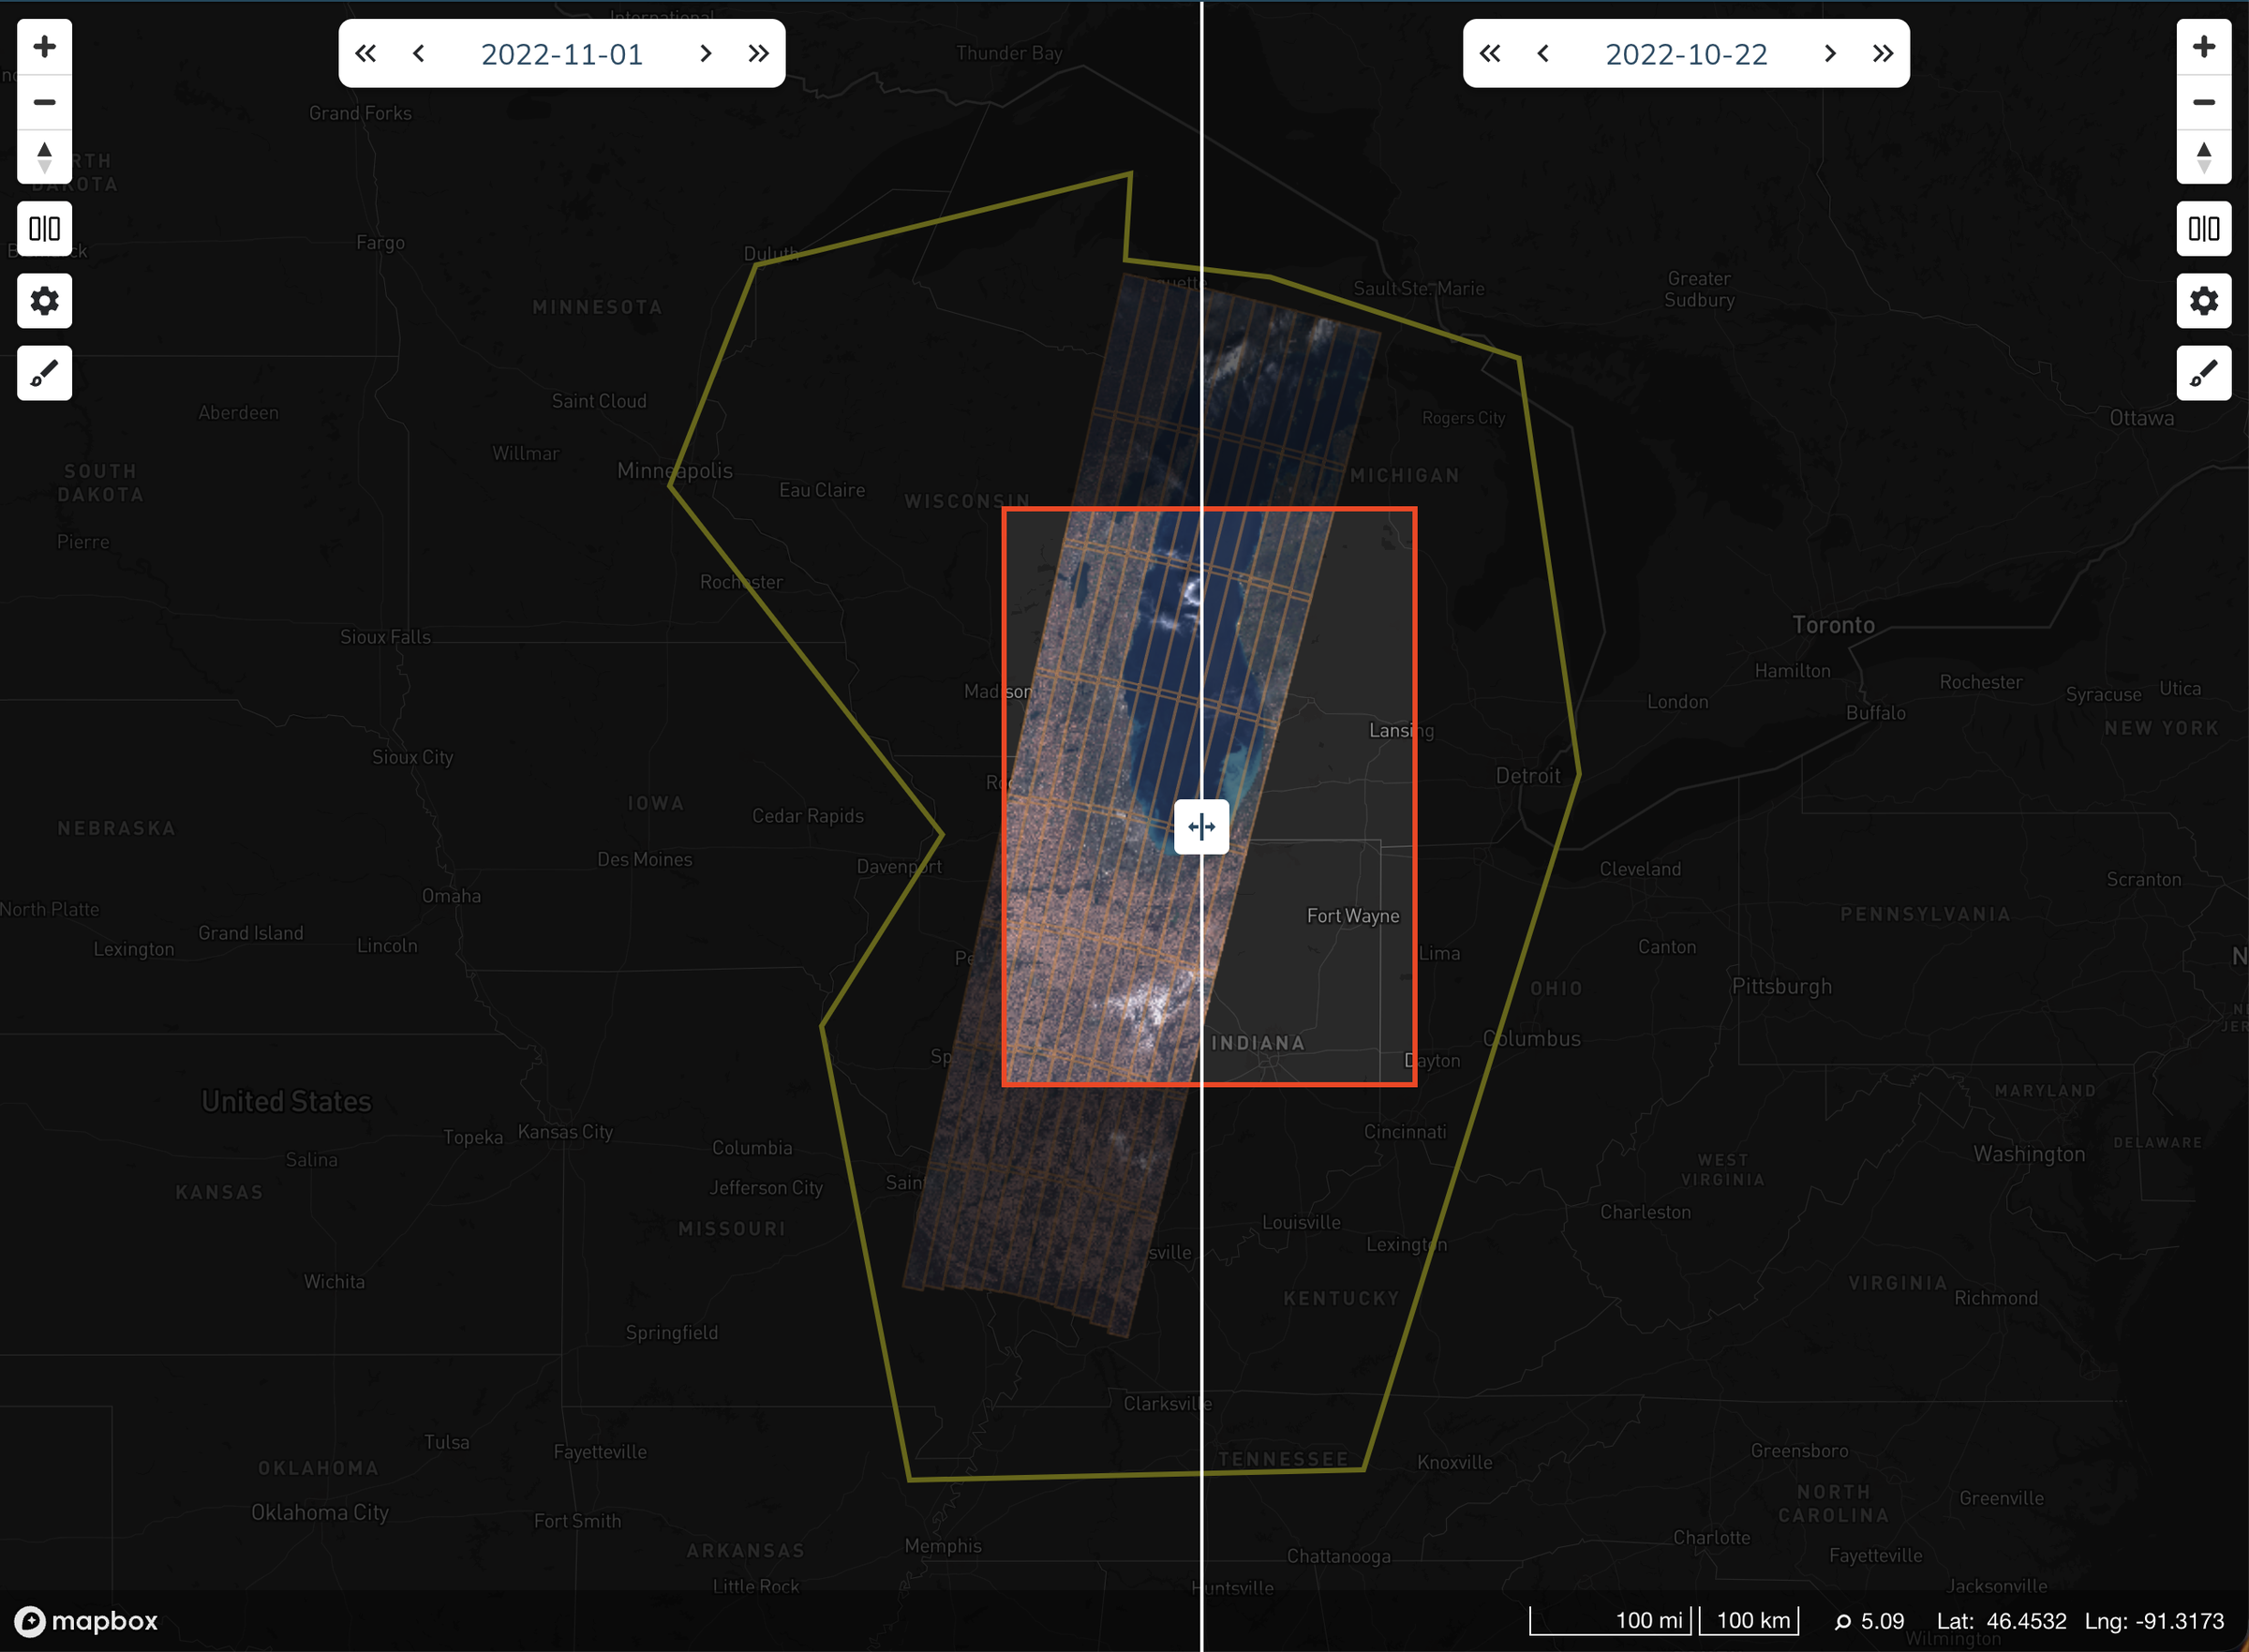 International
2022-11-01
2022-10-22
Thunder Bay
Grand Forks
DAKOTA
Fargo
Duluth
MINNESOTA
Sault Ste. Marie
Greater
Sudbury
Saint Cloud
Aberdeen
Rogers City
Ottawa
Willmar
Minneapolis
SOUTH
DAKOTA
Eau Claire
WISCONSIN
MICHIGAN
Pierre
Rochester
Toronto
Sioux Falls
Hamilton
Rochester
Syracuse
Utica
Madison
London
Buffalo
NEW YORK
Lansing
Sioux City
Detroit
IOWA
Cedar Rapids
NEBRASKA
Des Moines
Davenport
Cleveland
Scranton
Omaha
North Platte
Fort Wayne
PENNSYLVANIA
Grand Island
Lexington
Lincoln
Lima
Canton
Pittsburgh
OHIO
INDIANA
Columbus
Dayton
United States
MARYLAND
Topeka
Kansas City
Cincinnati
DELAWARE
Columbia
Salina
WEST
VIRGINIA
Washington
KANSAS
Jefferson City
MISSOURI
Charleston
Louisville
Lexington
sville
Wichita
KENTUCKY
VIRGINIA
Richmond
Springfield
Clarksville
Tulsa
Fayetteville
TENNESSEE
Knoxville
Greensboro
OKLAHOMA
NORTH
CAROLINA
Greenville
Oklahoma City
Fort Smith
Memphis
ARKANSAS
Chattanooga
Charlotte
Fayetteville
Little Rock
Huntsville
Jacksonville
mapbox
100 mi
100 km
5.09
Lat: 46.4532
Lng: -91.3173
Wilmington